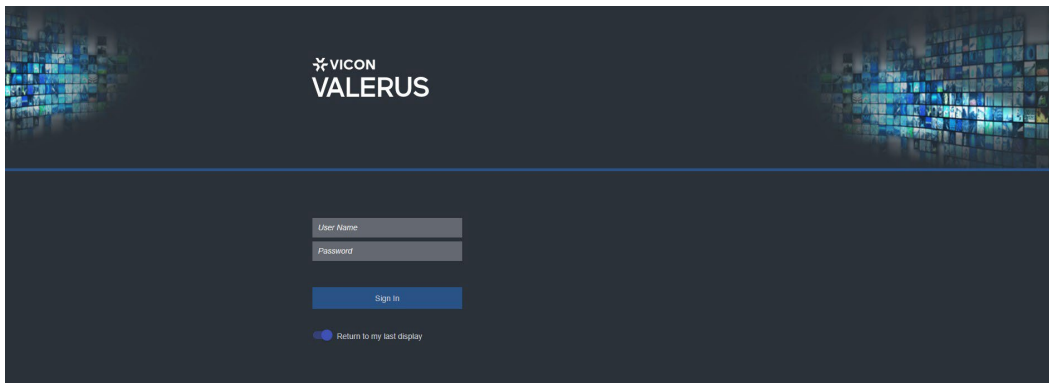 VICON
VALERUS
User Name
Password
Sign In
Return to my last display